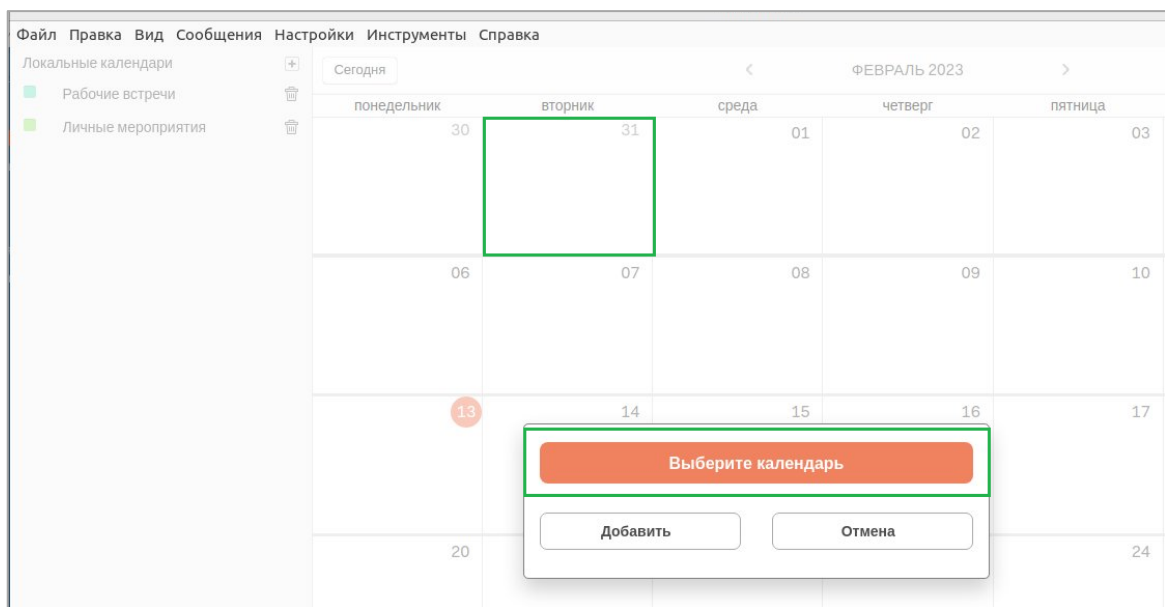 Файл Правка Вид Сообщения Настройки Инструменты Справка
Локальные календари
Рабочие встречи
Личные мероприятия
Сегодня < ФЕВРАЛЬ 2023 >
понедельник вторник среда четверг пятница
30 31 01 02 03
06 07 08 09 10
13 14 15 16 17
Выберите календарь
Добавить Отмена
20 24